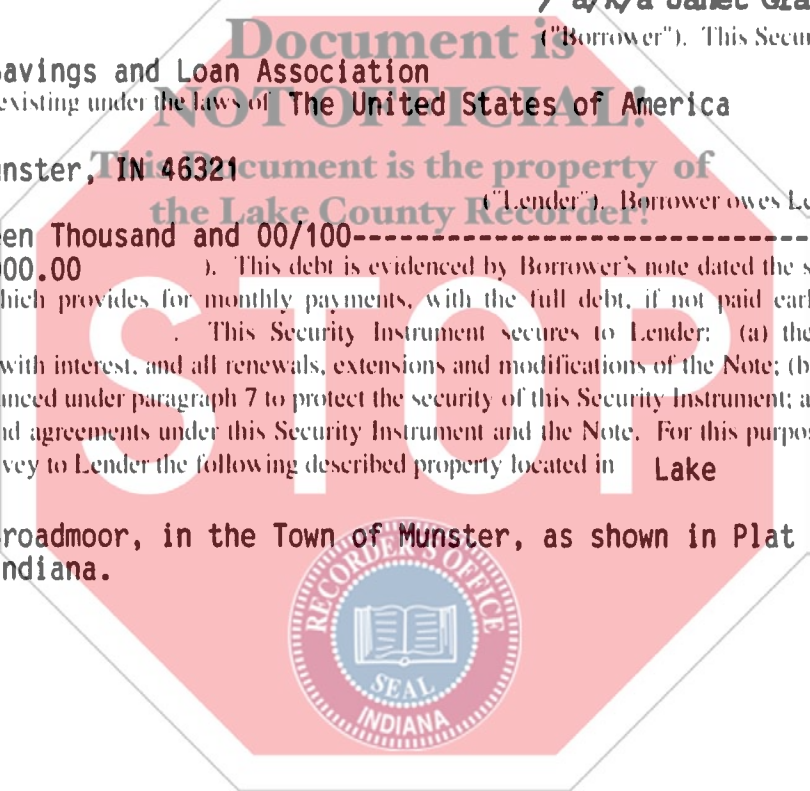 / a/k/a Janet Gra
Document is
("Borrower"). This Secur
Savings and Loan Association
existing under the laws of The United States of America
NOT OFFICIAL!
unster, IN 46321
This Document is the property of
("Lender"). Borrower owes Le
the Lake County Recorder!
een Thousand and 00/100------------------------------
000.00 ). This debt is evidenced by Borrower's note dated the s
hich provides for monthly payments, with the full debt, if not paid earl
. This Security Instrument secures to Lender: (a) the
with interest, and all renewals, extensions and modifications of the Note; (b
anced under paragraph 7 to protect the security of this Security Instrument; a
nd agreements under this Security Instrument and the Note. For this purpos
vey to Lender the following described property located in Lake
STOP
roadmoor, in the Town of Munster, as shown in Plat
ndiana.
RECORDER'S OFFICE
SEAL
INDIANA